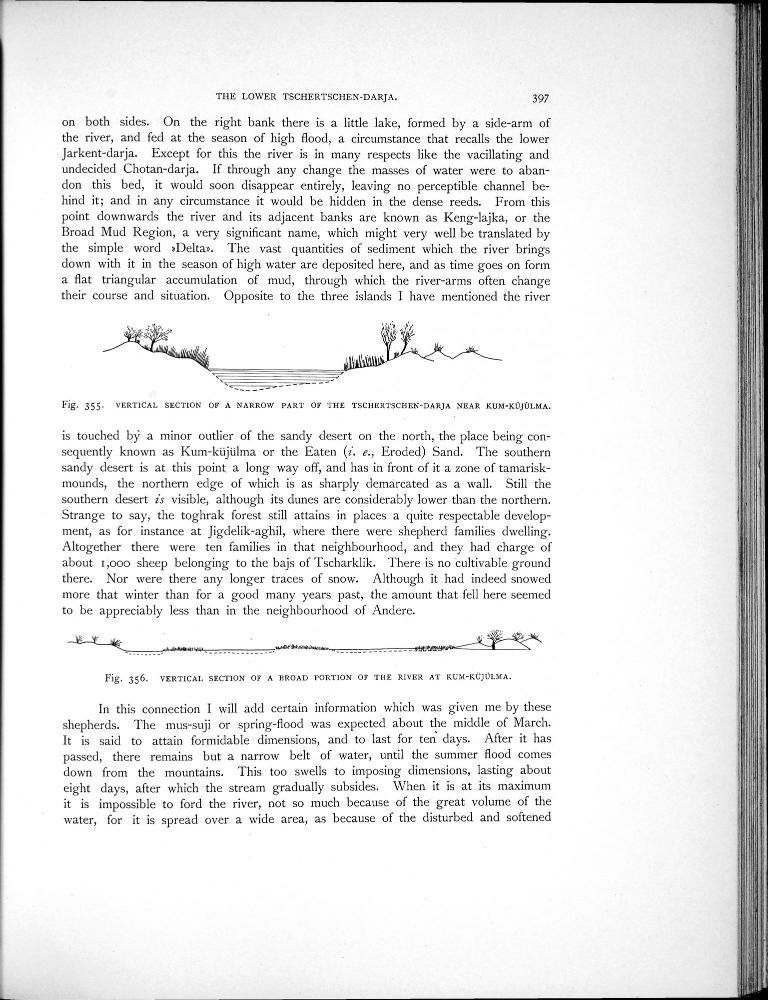 THE LOWER TSCHERTSCHEN-DARJA. 397
on both sides. On the right bank there is a little lake, formed by a side-arm of
the river, and fed at the season of high flood, a circumstance that recalls the lower
Jarkent-darja. Except for this the river is in many respects like the vacillating and
undecided Chotan-darja. If through any change the masses of water were to aban-
don this bed, it would soon disappear entirely, leaving no perceptible channel be-
hind it; and in any circumstance it would be hidden in the dense reeds. From this
point downwards the river and its adjacent banks are known as Keng-lajka, or the
Broad Mud Region, a very significant name, which might very well be translated by
the simple word »Delta». The vast quantities of sediment which the river brings
down with it in the season of high water are deposited here, and as time goes on form
a flat triangular accumulation of mud, through which the river-arms often change
their course and situation. Opposite to the three islands I have mentioned the river
Fig. 355. VERTICAL SECTION OF A NARROW PART OF THE TSCHERTSCHEN-DARJA NEAR KUM-KÜJÜLMA.
is touched by a minor outlier of the sandy desert on the north, the place being con-
sequently known as Kum-küjülma or the Eaten (i. e., Eroded) Sand. The southern
sandy desert is at this point a long way off, and has in front of it a zone of tamarisk-
mounds, the northern edge of which is as sharply demarcated as a wall. Still the
southern desert is visible, although its dunes are considerably lower than the northern.
Strange to say, the toghrak forest still attains in places a quite respectable develop-
ment, as for instance at Jigdelik-aghil, where there were shepherd families dwelling.
Altogether there were ten families in that neighbourhood, and they had charge of
about 1,000 sheep belonging to the bajs of Tscharklik. There is no cultivable ground
there. Nor were there any longer traces of snow. Although it had indeed snowed
more that winter than for a good many years past, the amount that fell here seemed
to be appreciably less than in the neighbourhood of Andere.
Fig. 356. VERTICAL SECTION OF A BROAD PORTION OF THE RIVER AT KUM-KÜJÜLMA.
In this connection I will add certain information which was given me by these
shepherds. The mus-suji or spring-flood was expected about the middle of March.
It is said to attain formidable dimensions, and to last for ten days. After it has
passed, there remains but a narrow belt of water, until the summer flood comes
down from the mountains. This too swells to imposing dimensions, lasting about
eight days, after which the stream gradually subsides. When it is at its maximum
it is impossible to ford the river, not so much because of the great volume of the
water, for it is spread over a wide area, as because of the disturbed and softened